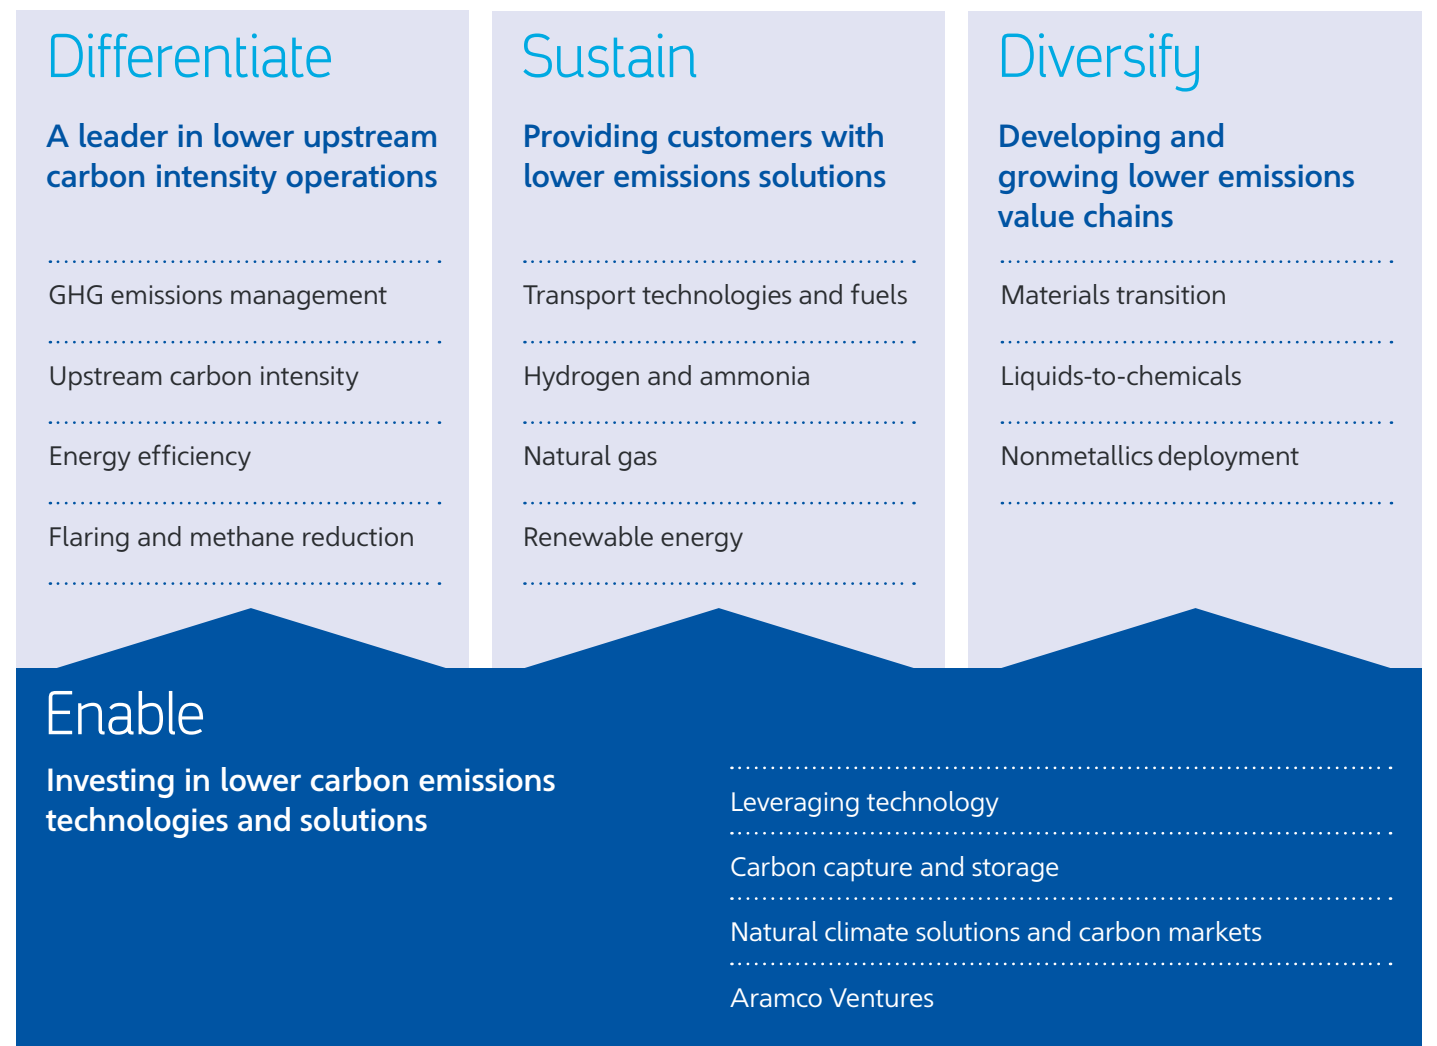 Differentiate
A leader in lower upstream
carbon intensity operations
GHG emissions management
Upstream carbon intensity
Energy efficiency
Flaring and methane reduction
Sustain
Providing customers with
lower emissions solutions
Transport technologies and fuels
Hydrogen and ammonia
Natural gas
Renewable energy
Diversify
Developing and
growing lower emissions
value chains
Materials transition
Liquids-to-chemicals
Nonmetallics deployment
Enable
Investing in lower carbon emissions
technologies and solutions
Leveraging technology
Carbon capture and storage
Natural climate solutions and carbon markets
Aramco Ventures